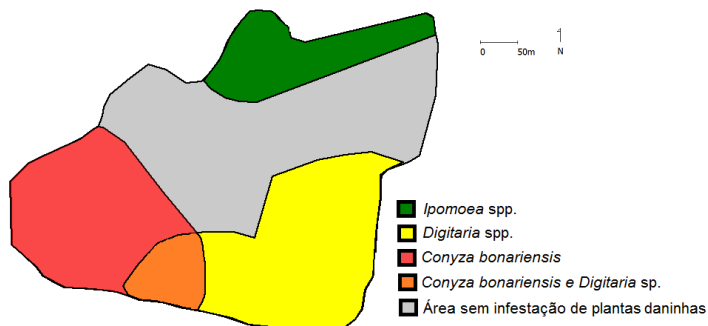 0 50m N
Ipomoea spp.
Digitaria spp.
Conyza bonariensis
Conyza bonariensis e Digitaria sp.
Área sem infestação de plantas daninhas